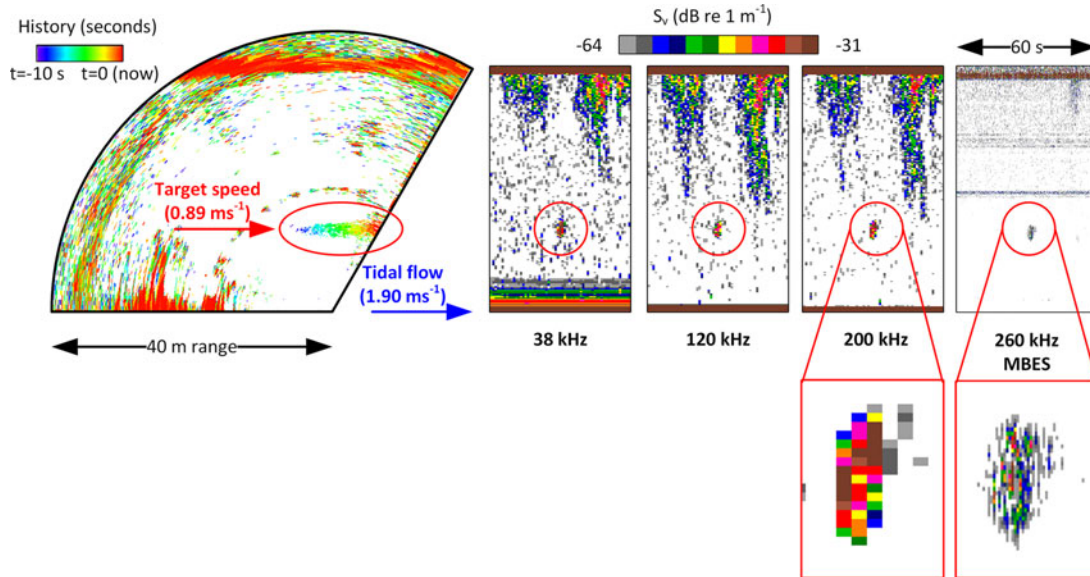 History (seconds)
t=-10 s t=0 (now)
Target speed
(0.89 ms⁻¹)
Tidal flow
(1.90 ms⁻¹)
40 m range
Sᵥ (dB re 1 m⁻¹)
-64 -31
60 s
38 kHz
120 kHz
200 kHz
260 kHz
MBES